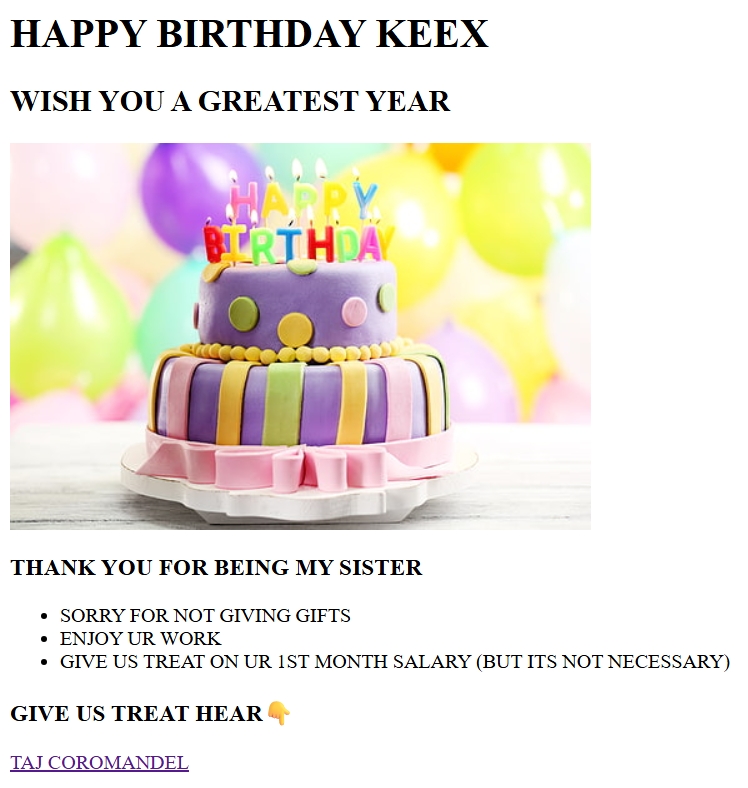 HAPPY BIRTHDAY KEEX
WISH YOU A GREATEST YEAR
HAPPY
BIRTHDAY
THANK YOU FOR BEING MY SISTER
SORRY FOR NOT GIVING GIFTS
ENJOY UR WORK
GIVE US TREAT ON UR 1ST MONTH SALARY (BUT ITS NOT NECESSARY)
GIVE US TREAT HEAR👇
TAJ COROMANDEL